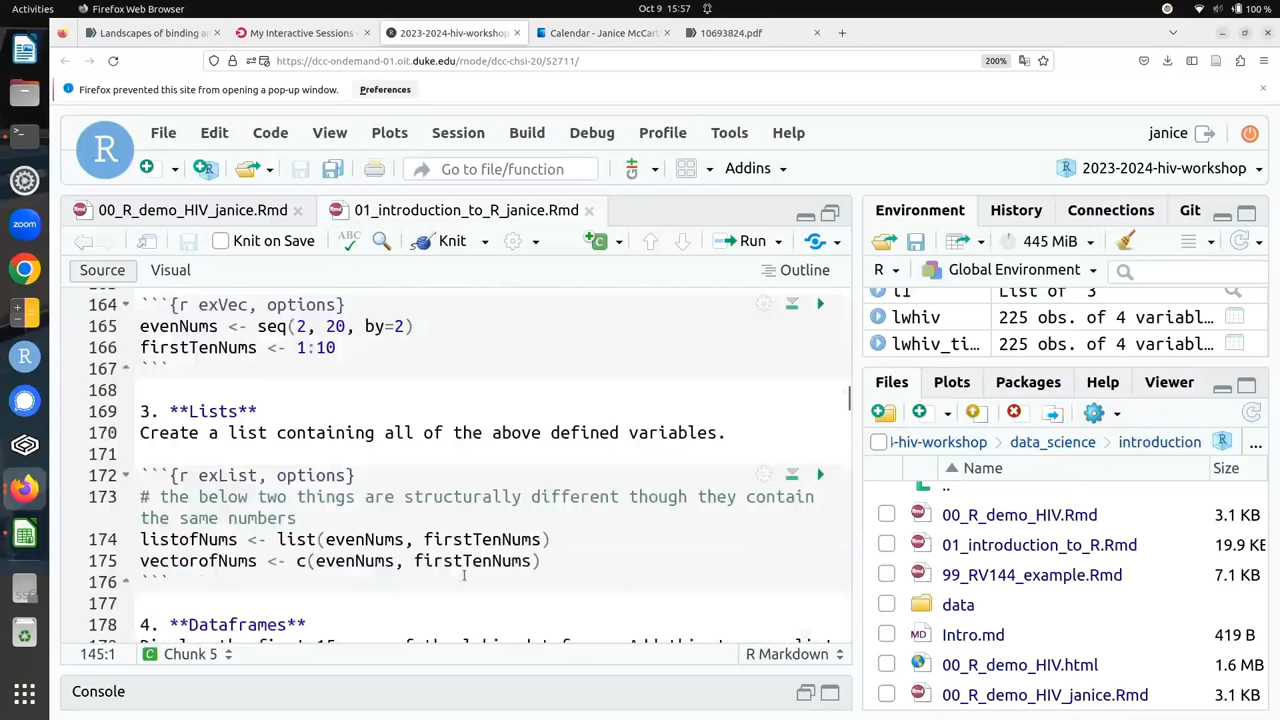 Activities
Firefox Web Browser
Oct 9 15:57
100 %
Landscapes of binding a
My Interactive Sessions -
2023-2024-hiv-workshop
Calendar - Janice McCart
10693824.pdf
https://dcc-ondemand-01.oit.duke.edu/rnode/dcc-chsi-20/52711/
200%
Firefox prevented this site from opening a pop-up window.
Preferences
File Edit Code View Plots Session Build Debug Profile Tools Help
janice
Go to file/function
Addins
2023-2024-hiv-workshop
00_R_demo_HIV_janice.Rmd
01_introduction_to_R_janice.Rmd
Knit on Save
ABC
Knit
Run
Source
Visual
Outline
164 ```{r exVec, options}
165 evenNums <- seq(2, 20, by=2)
166 firstTenNums <- 1:10
167 ```
168
169 3. **Lists**
170 Create a list containing all of the above defined variables.
171
172 ```{r exList, options}
173 # the below two things are structurally different though they contain
the same numbers
174 listofNums <- list(evenNums, firstTenNums)
175 vectorofNums <- c(evenNums, firstTenNums)
176 ```
177
178 4. **Dataframes**
145:1
Chunk 5
R Markdown
Console
Environment History Connections Git
445 MiB
R
Global Environment
List of 3
lwhiv 225 obs. of 4 variabl…
lwhiv_ti… 225 obs. of 4 variabl…
Files Plots Packages Help Viewer
l-hiv-workshop data_science introduction
...
Name
Size
..
00_R_demo_HIV.Rmd 3.1 KB
01_introduction_to_R.Rmd 19.9 KB
99_RV144_example.Rmd 7.1 KB
data
Intro.md 419 B
00_R_demo_HIV.html 1.6 MB
00_R_demo_HIV_janice.Rmd 3.1 KB
zoom